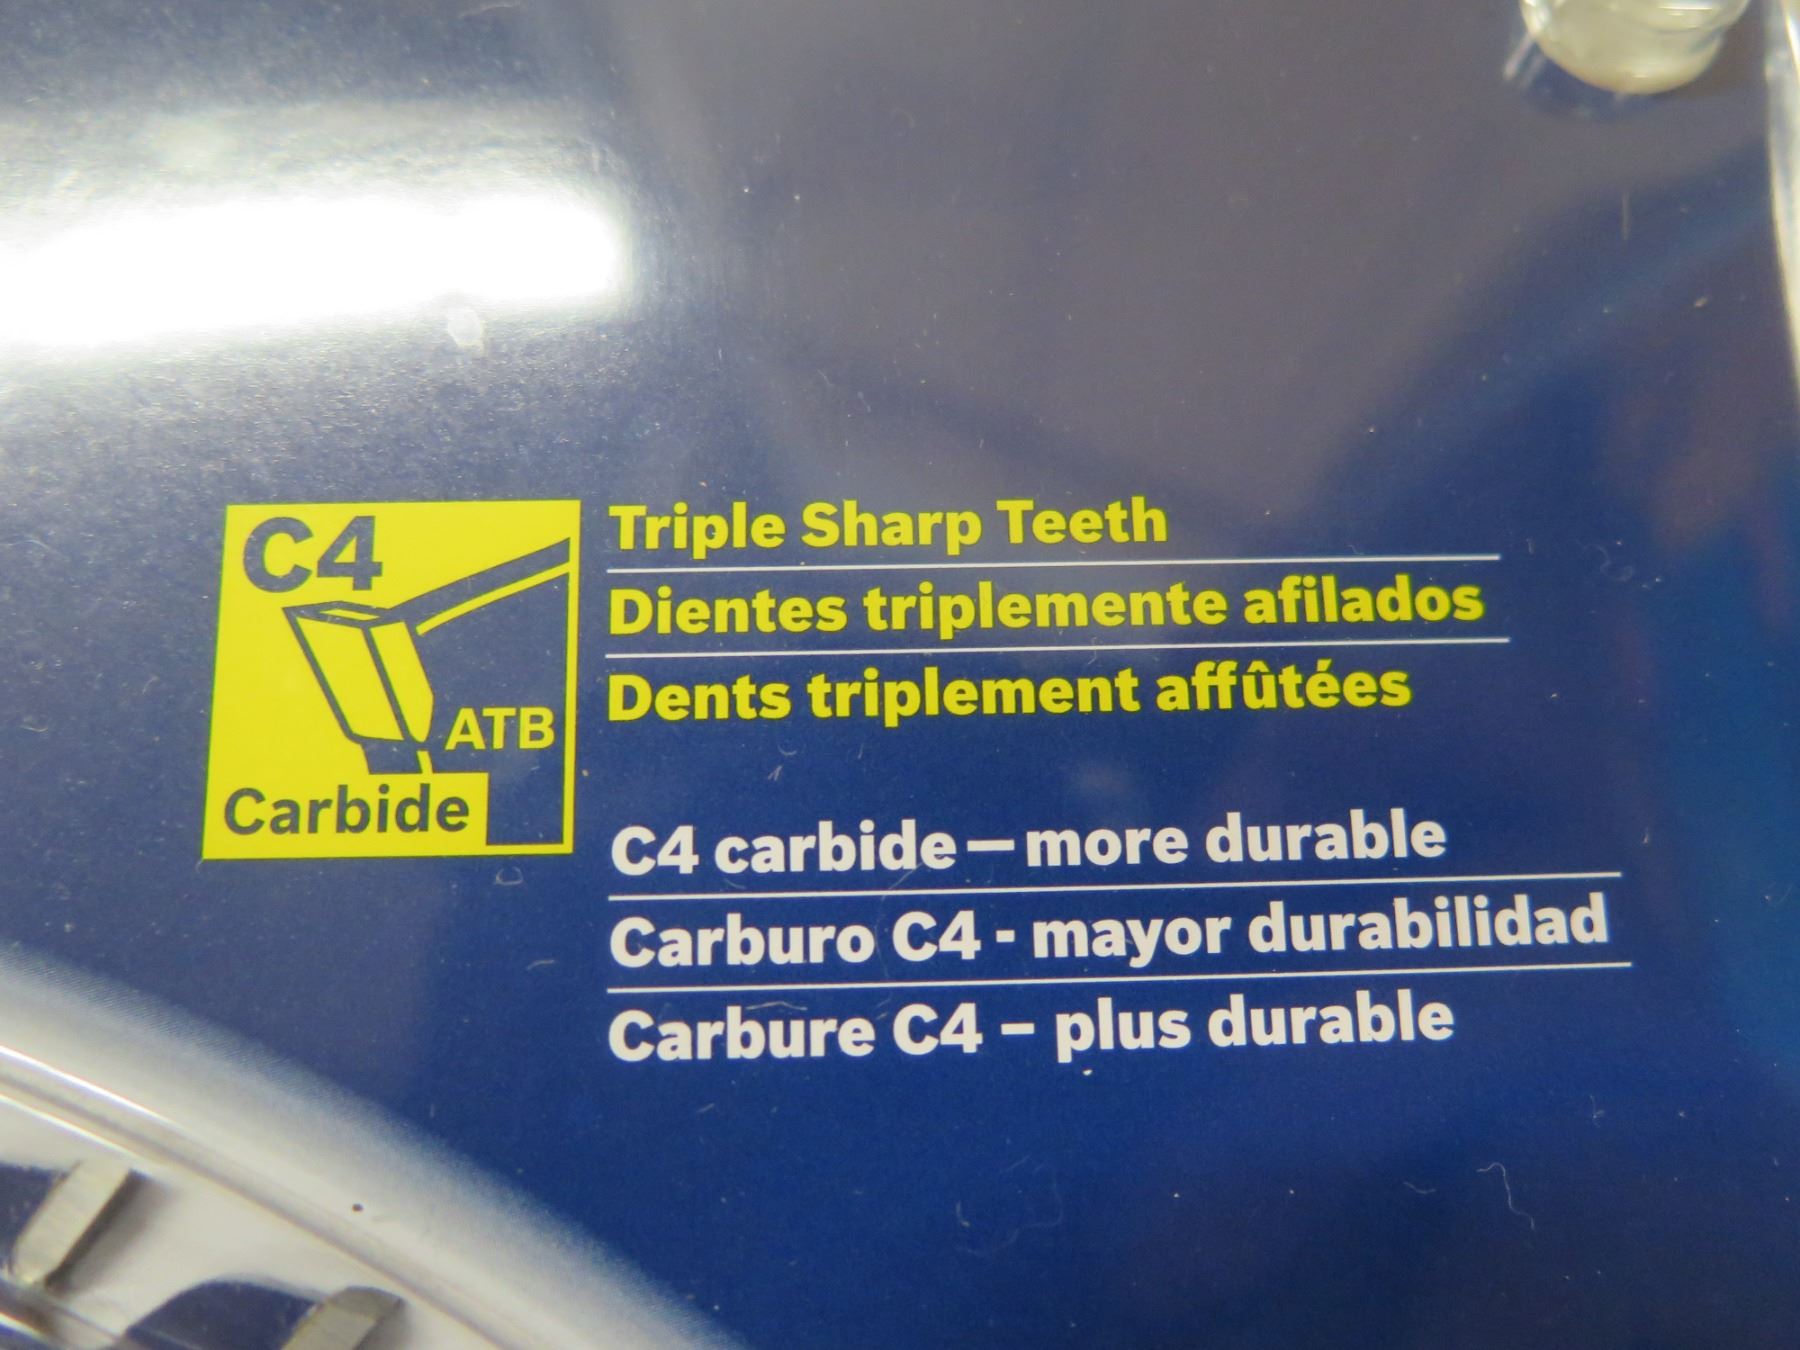 C4
ATB
Carbide
Triple Sharp Teeth
Dientes triplemente afilados
Dents triplement affûtées
C4 carbide—more durable
Carburo C4 - mayor durabilidad
Carbure C4 – plus durable